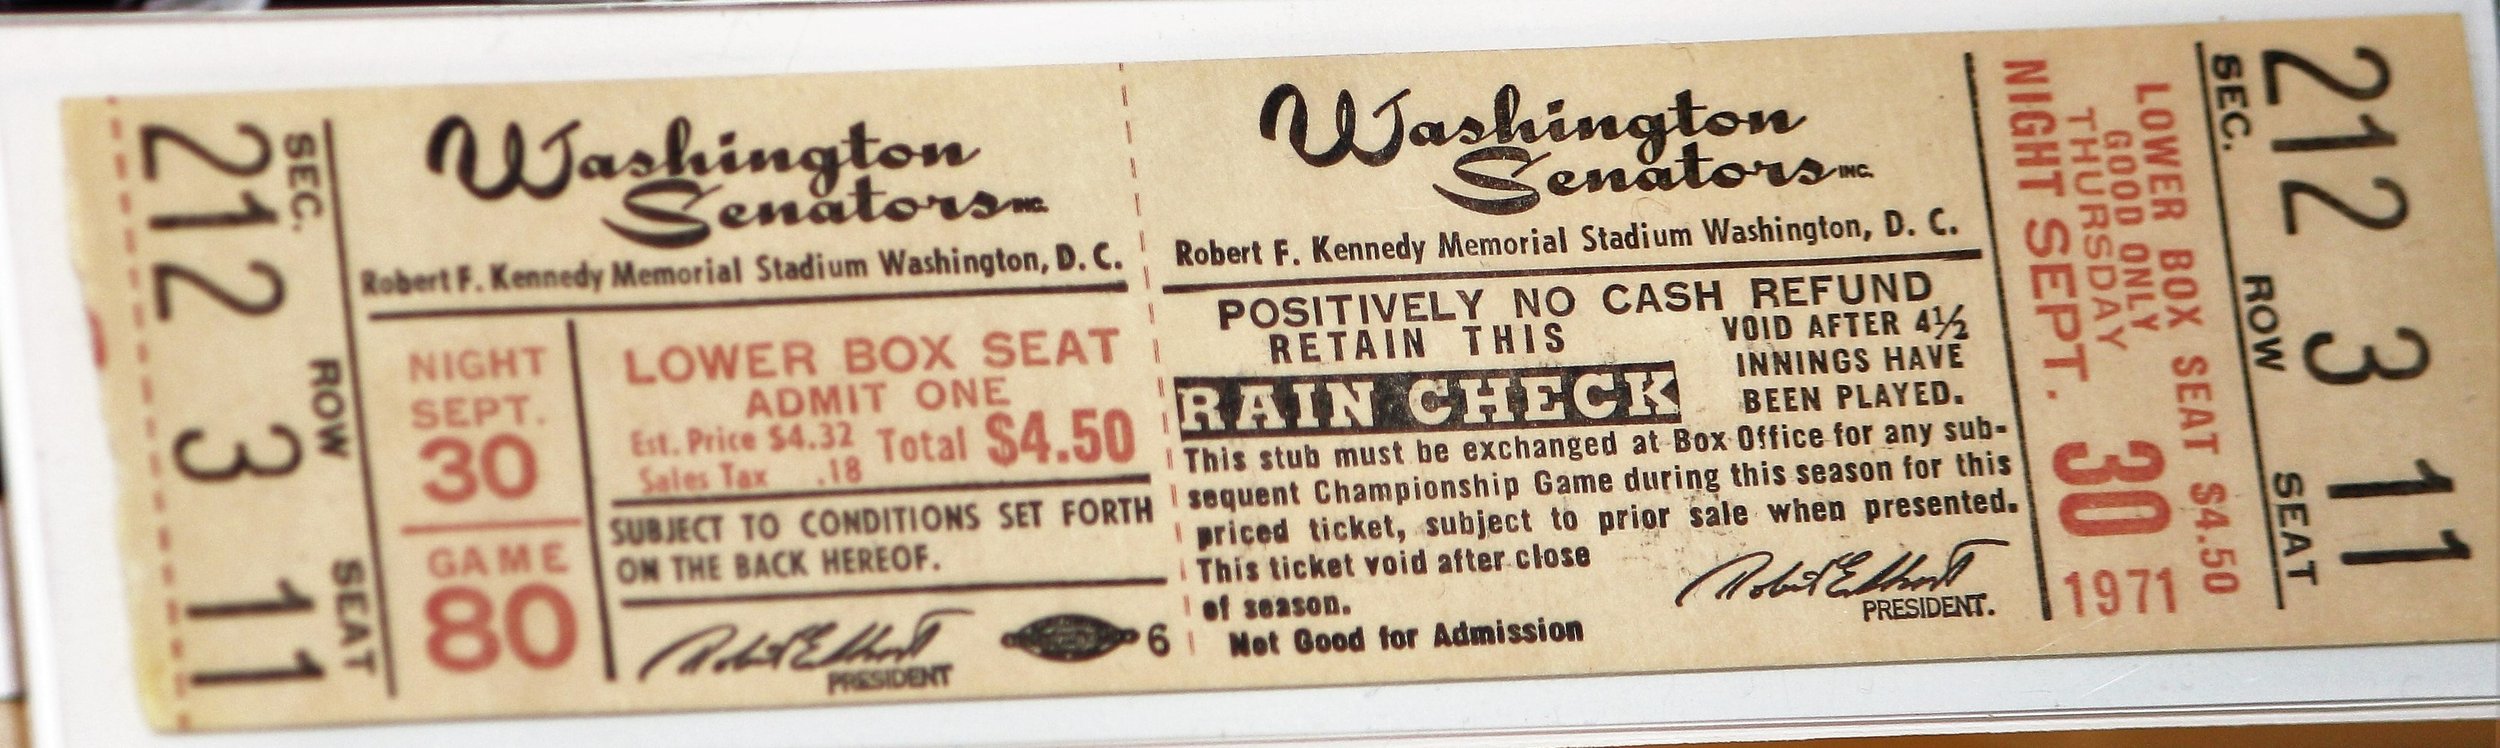 SEC.
212
ROW
3
SEAT
11
Washington
Senators INC.
Robert F. Kennedy Memorial Stadium Washington, D. C.
NIGHT
SEPT.
30
GAME
80
LOWER BOX SEAT
ADMIT ONE
Est. Price $4.32
Sales Tax .18
Total $4.50
SUBJECT TO CONDITIONS SET FORTH
ON THE BACK HEREOF.
PRESIDENT
6
Washington
Senators INC.
Robert F. Kennedy Memorial Stadium Washington, D. C.
POSITIVELY NO CASH REFUND
RETAIN THIS
RAIN CHECK
VOID AFTER 4½
INNINGS HAVE
BEEN PLAYED.
This stub must be exchanged at Box Office for any sub-
sequent Championship Game during this season for this
priced ticket, subject to prior sale when presented.
This ticket void after close
of season.
Not Good for Admission
PRESIDENT.
LOWER BOX SEAT $4.50
GOOD ONLY
THURSDAY
NIGHT SEPT. 30 1971
SEC.
212
ROW
3
SEAT
11